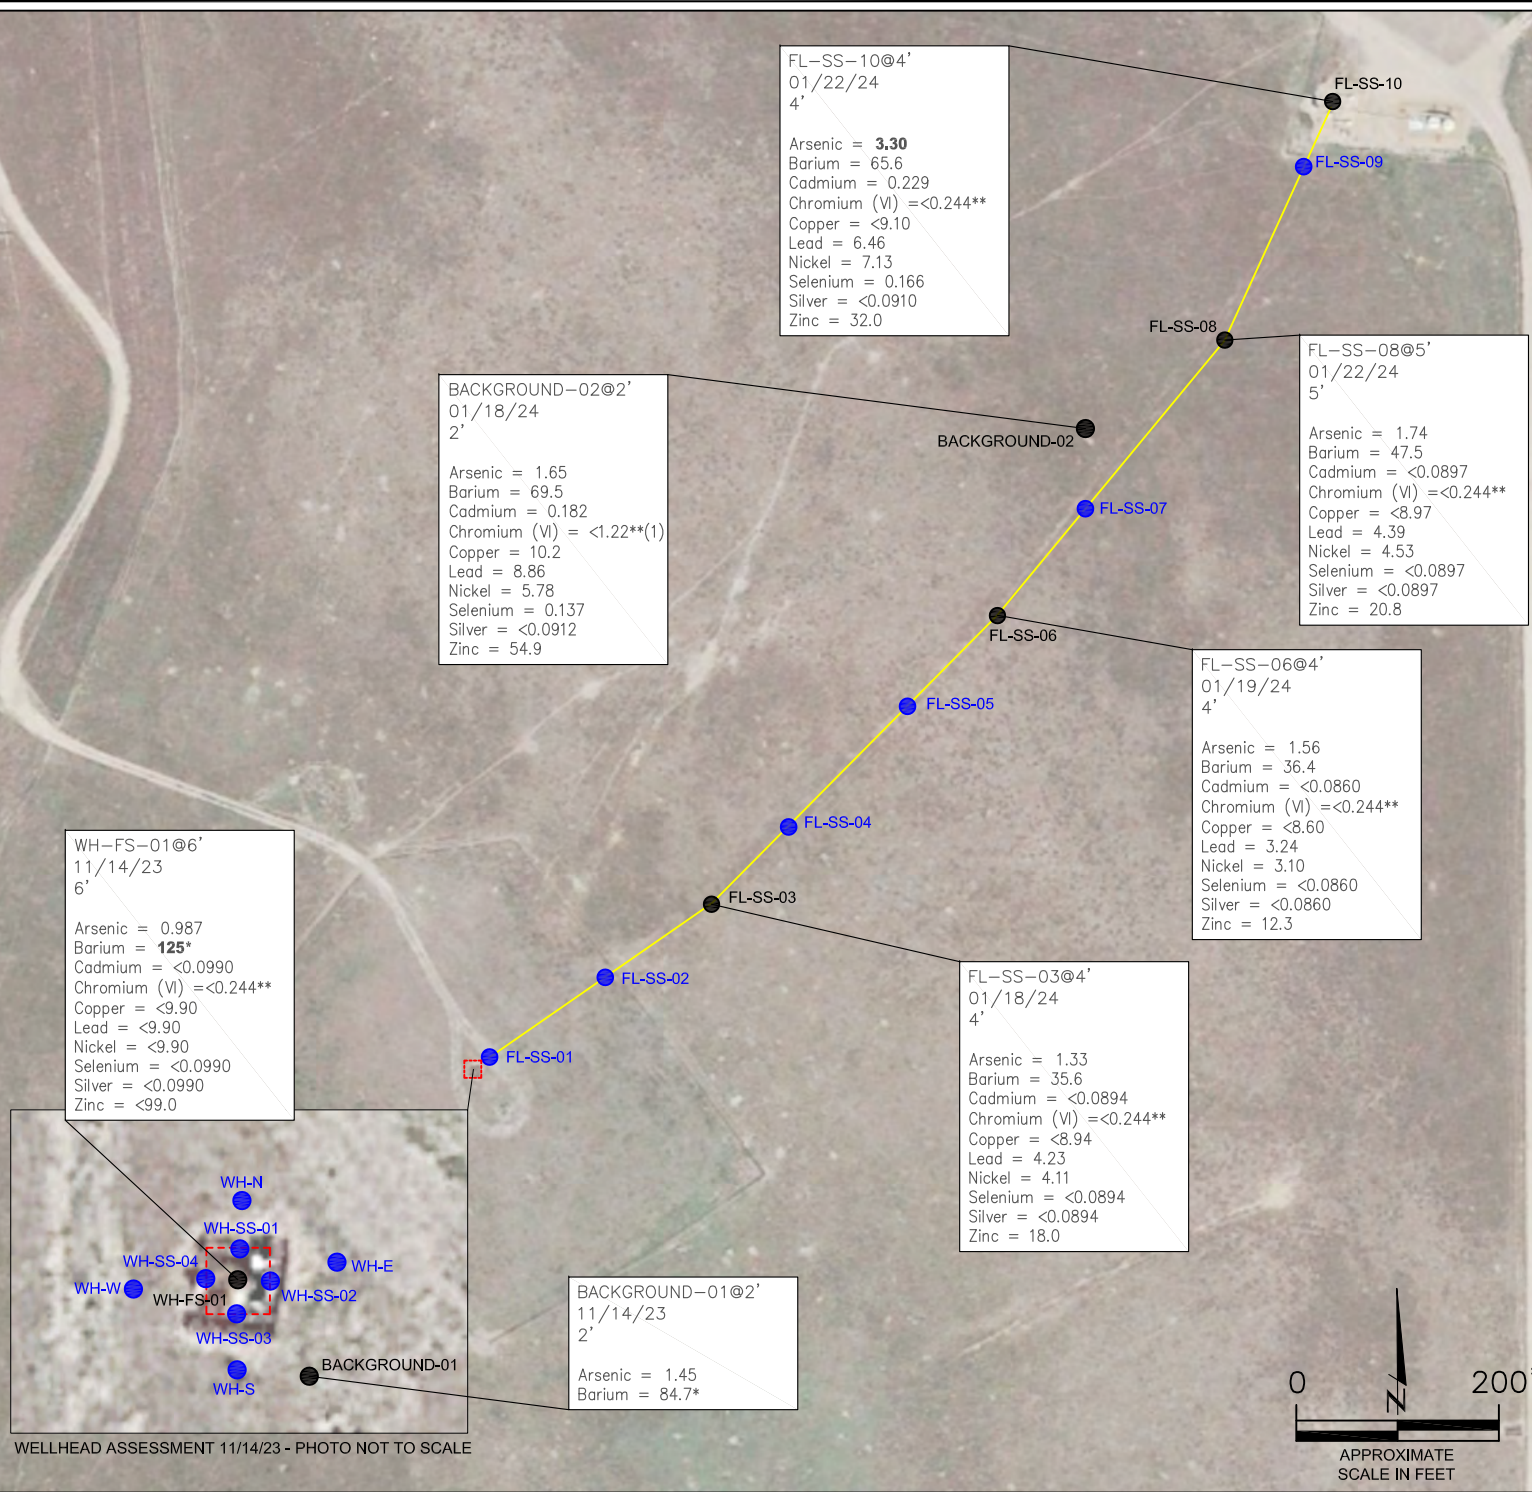 FL-SS-10@4'
01/22/24
4'
Arsenic = 3.30
Barium = 65.6
Cadmium = 0.229
Chromium (VI) =<0.244**
Copper = <9.10
Lead = 6.46
Nickel = 7.13
Selenium = 0.166
Silver = <0.0910
Zinc = 32.0
FL-SS-10
FL-SS-09
FL-SS-08
FL-SS-08@5'
01/22/24
5'
Arsenic = 1.74
Barium = 47.5
Cadmium = <0.0897
Chromium (VI) =<0.244**
Copper = <8.97
Lead = 4.39
Nickel = 4.53
Selenium = <0.0897
Silver = <0.0897
Zinc = 20.8
BACKGROUND-02@2'
01/18/24
2'
Arsenic = 1.65
Barium = 69.5
Cadmium = 0.182
Chromium (VI) = <1.22**(1)
Copper = 10.2
Lead = 8.86
Nickel = 5.78
Selenium = 0.137
Silver = <0.0912
Zinc = 54.9
BACKGROUND-02
FL-SS-07
FL-SS-06
FL-SS-06@4'
01/19/24
4'
Arsenic = 1.56
Barium = 36.4
Cadmium = <0.0860
Chromium (VI) =<0.244**
Copper = <8.60
Lead = 3.24
Nickel = 3.10
Selenium = <0.0860
Silver = <0.0860
Zinc = 12.3
FL-SS-05
FL-SS-04
FL-SS-03
FL-SS-03@4'
01/18/24
4'
Arsenic = 1.33
Barium = 35.6
Cadmium = <0.0894
Chromium (VI) =<0.244**
Copper = <8.94
Lead = 4.23
Nickel = 4.11
Selenium = <0.0894
Silver = <0.0894
Zinc = 18.0
FL-SS-02
FL-SS-01
WH-FS-01@6'
11/14/23
6'
Arsenic = 0.987
Barium = 125*
Cadmium = <0.0990
Chromium (VI) =<0.244**
Copper = <9.90
Lead = <9.90
Nickel = <9.90
Selenium = <0.0990
Silver = <0.0990
Zinc = <99.0
WH-N
WH-SS-01
WH-SS-04
WH-E
WH-W
WH-FS-01
WH-SS-02
WH-SS-03
WH-S
BACKGROUND-01
WELLHEAD ASSESSMENT 11/14/23 - PHOTO NOT TO SCALE
BACKGROUND-01@2'
11/14/23
2'
Arsenic = 1.45
Barium = 84.7*
N
0 200'
APPROXIMATE
SCALE IN FEET